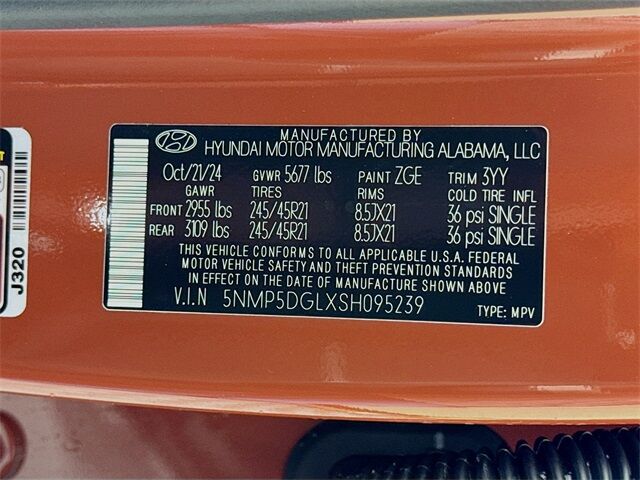 MANUFACTURED BY
HYUNDAI MOTOR MANUFACTURING ALABAMA, LLC
Oct/21/24 GVWR 5677 lbs PAINT ZGE TRIM 3YY
GAWR TIRES RIMS COLD TIRE INFL
FRONT 2955 lbs 245/45R21 8.5JX21 36 psi SINGLE
REAR 3109 lbs 245/45R21 8.5JX21 36 psi SINGLE
THIS VEHICLE CONFORMS TO ALL APPLICABLE U.S.A. FEDERAL
MOTOR VEHICLE SAFETY AND THEFT PREVENTION STANDARDS
IN EFFECT ON THE DATE OF MANUFACTURE SHOWN ABOVE
V.I.N 5NMP5DGLXSH095239 TYPE: MPV
J320